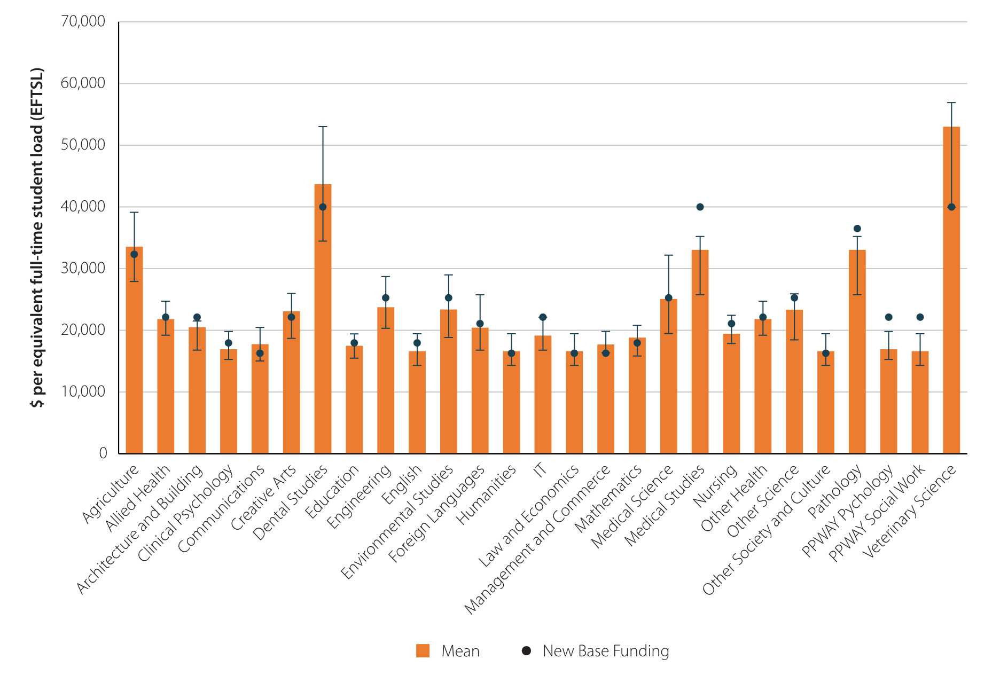 70,000
60,000
50,000
40,000
30,000
20,000
10,000
0
$ per equivalent full-time student load (EFTSL)
Agriculture
Allied Health
Architecture and Building
Clinical Psychology
Communications
Creative Arts
Dental Studies
Education
Engineering
English
Environmental Studies
Foreign Languages
Humanities
IT
Law and Economics
Management and Commerce
Mathematics
Medical Science
Medical Studies
Nursing
Other Health
Other Science
Other Society and Culture
Pathology
PPWAY Pychology
PPWAY Social Work
Veterinary Science
Mean
New Base Funding